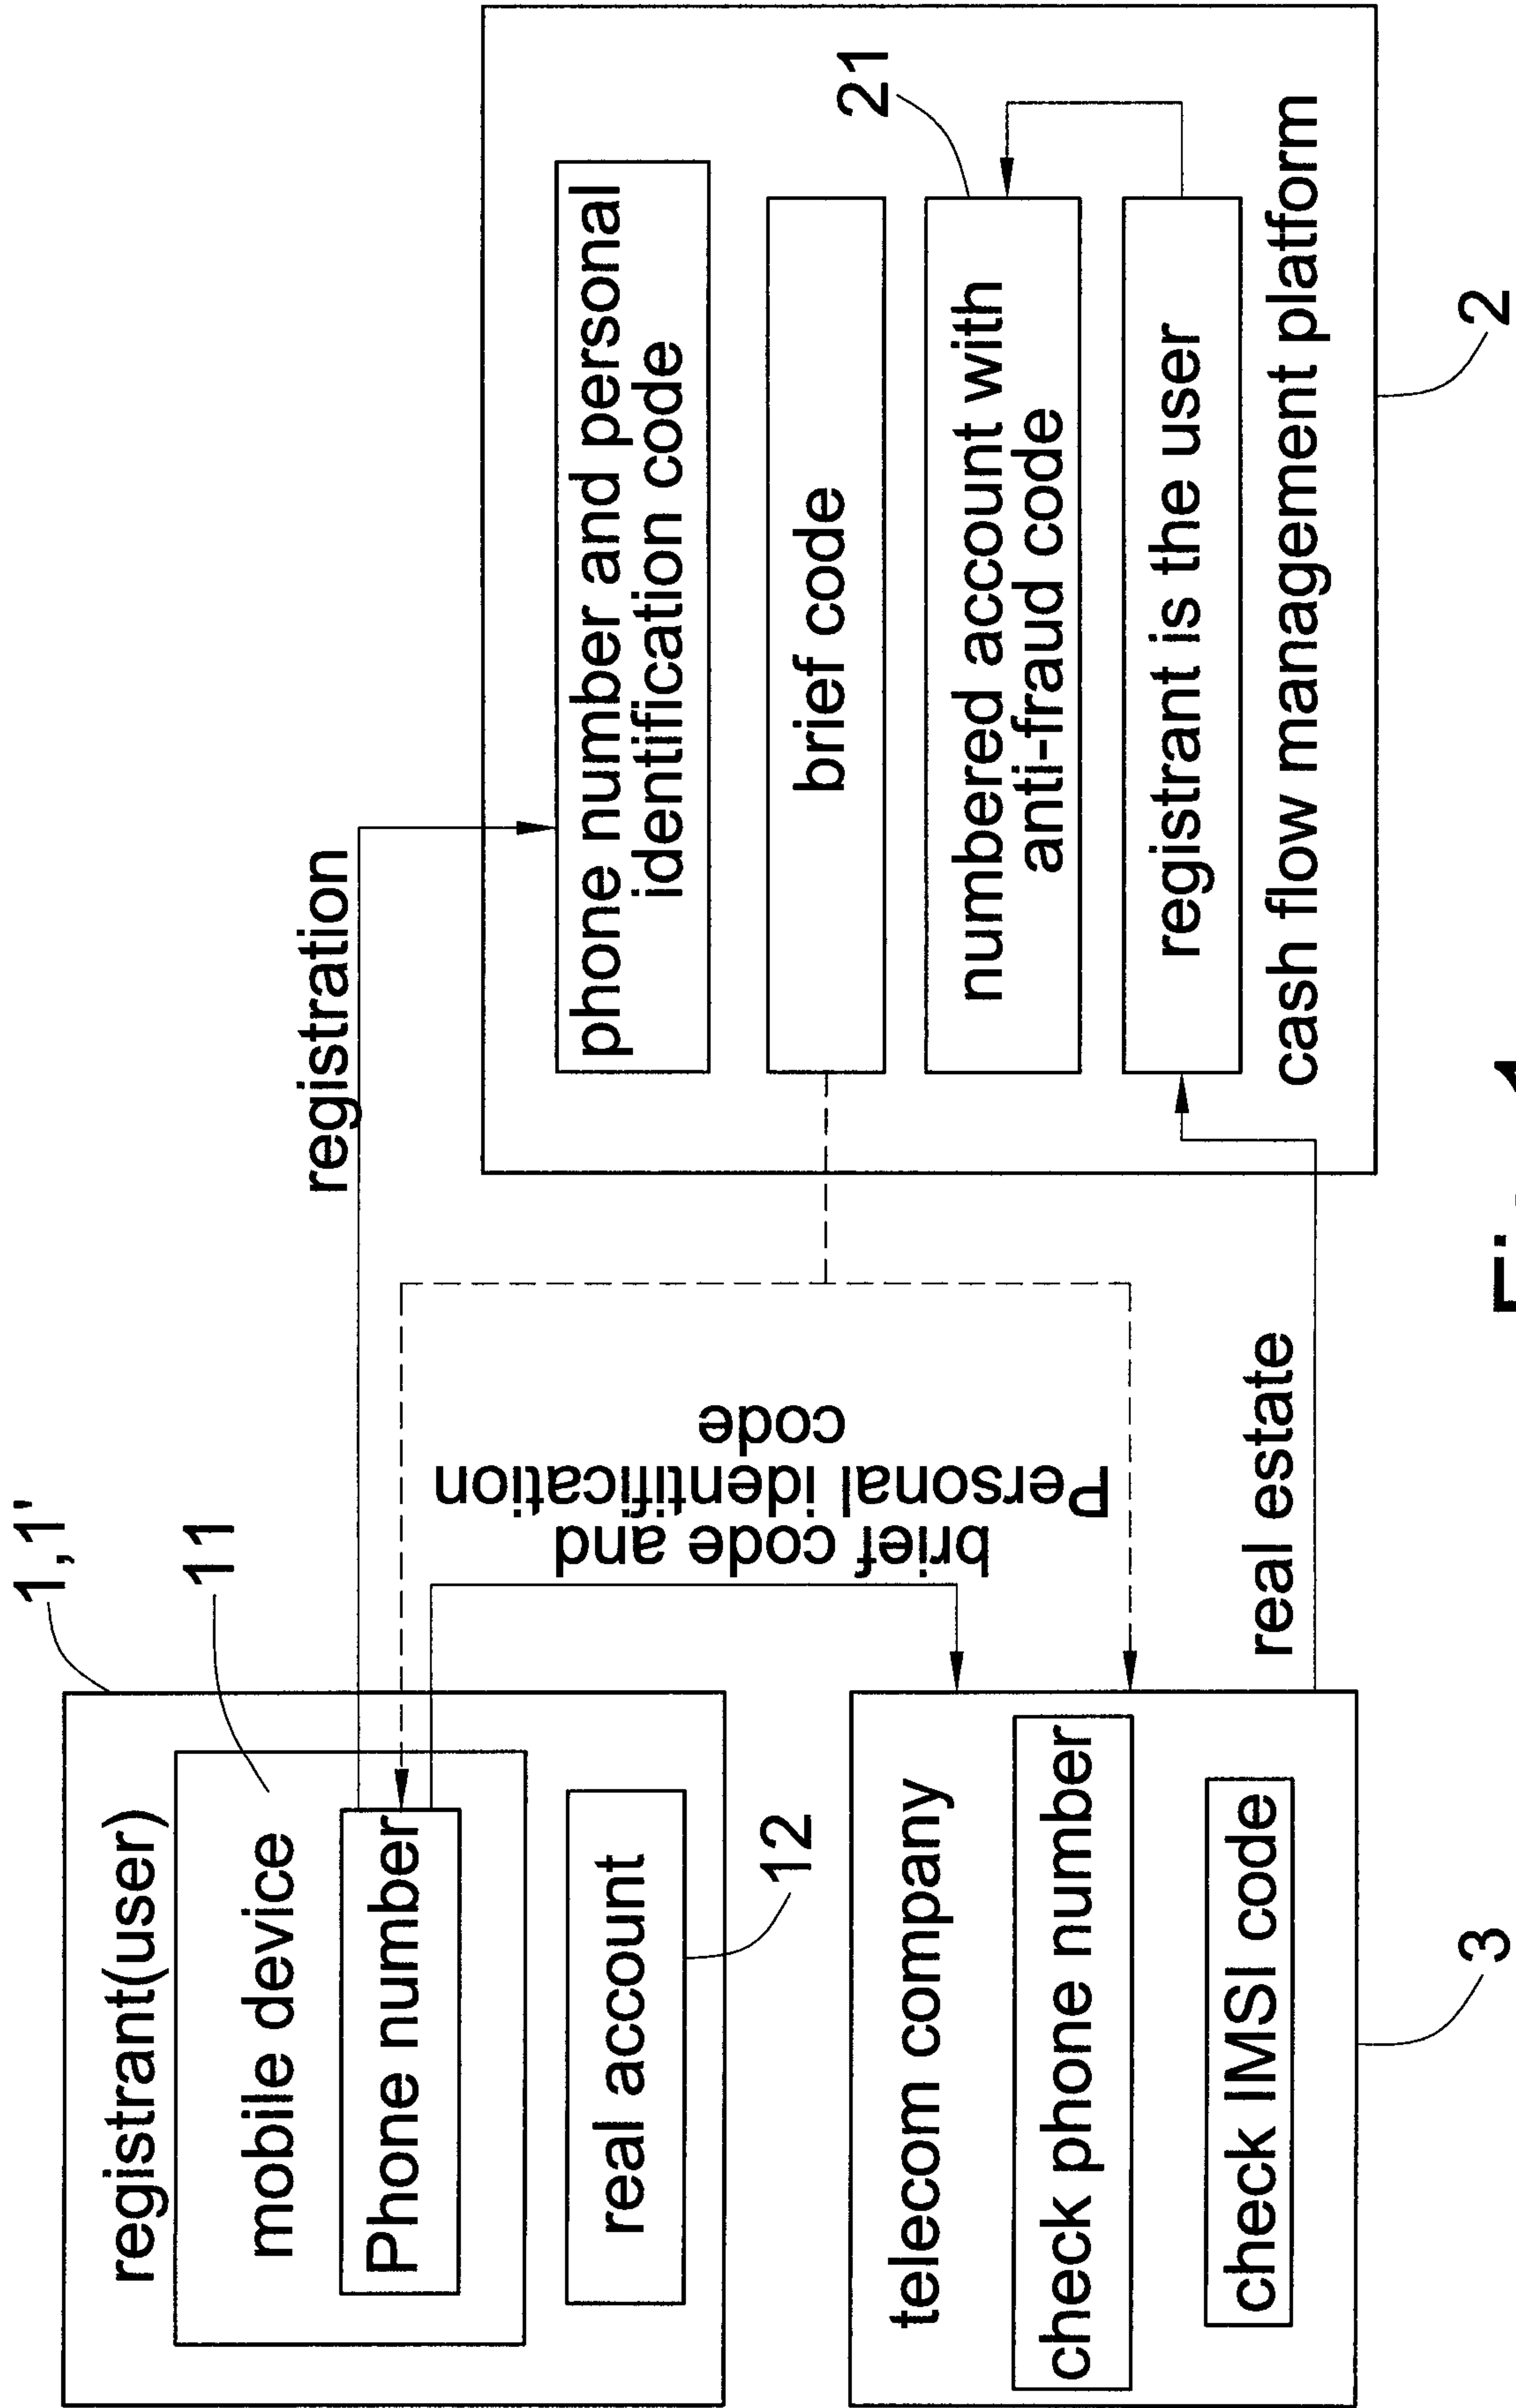 1,1'
registrant(user)
mobile device
11
Phone number
real account
12
registration
brief code and
Personal identification
code
telecom company
check phone number
check IMSI code
3
real estate
phone number and personal
identification code
brief code
21
numbered account with
anti-fraud code
registrant is the user
cash flow management platform
2